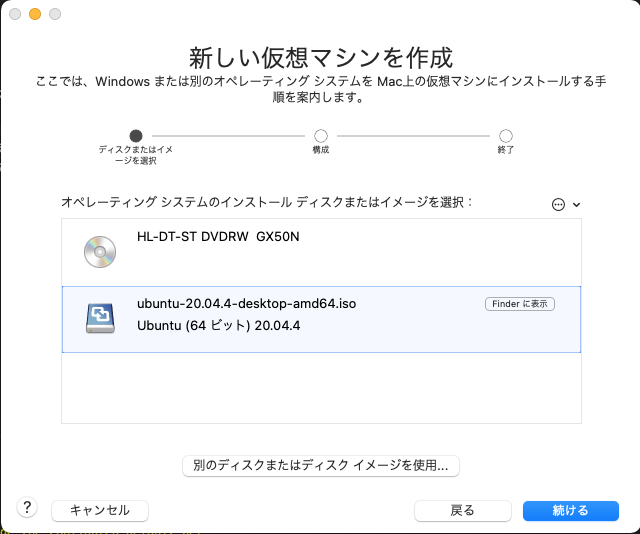 新しい仮想マシンを作成
ここでは、Windows または別のオペレーティング システムを Mac上の仮想マシンにインストールする手
順を案内します。
ディスクまたはイメ
ージを選択
構成
終了
オペレーティング システムのインストール ディスクまたはイメージを選択：
HL-DT-ST DVDRW  GX50N
ubuntu-20.04.4-desktop-amd64.iso
Finder に表示
Ubuntu (64 ビット) 20.04.4
別のディスクまたはディスク イメージを使用...
?
キャンセル
戻る
続ける